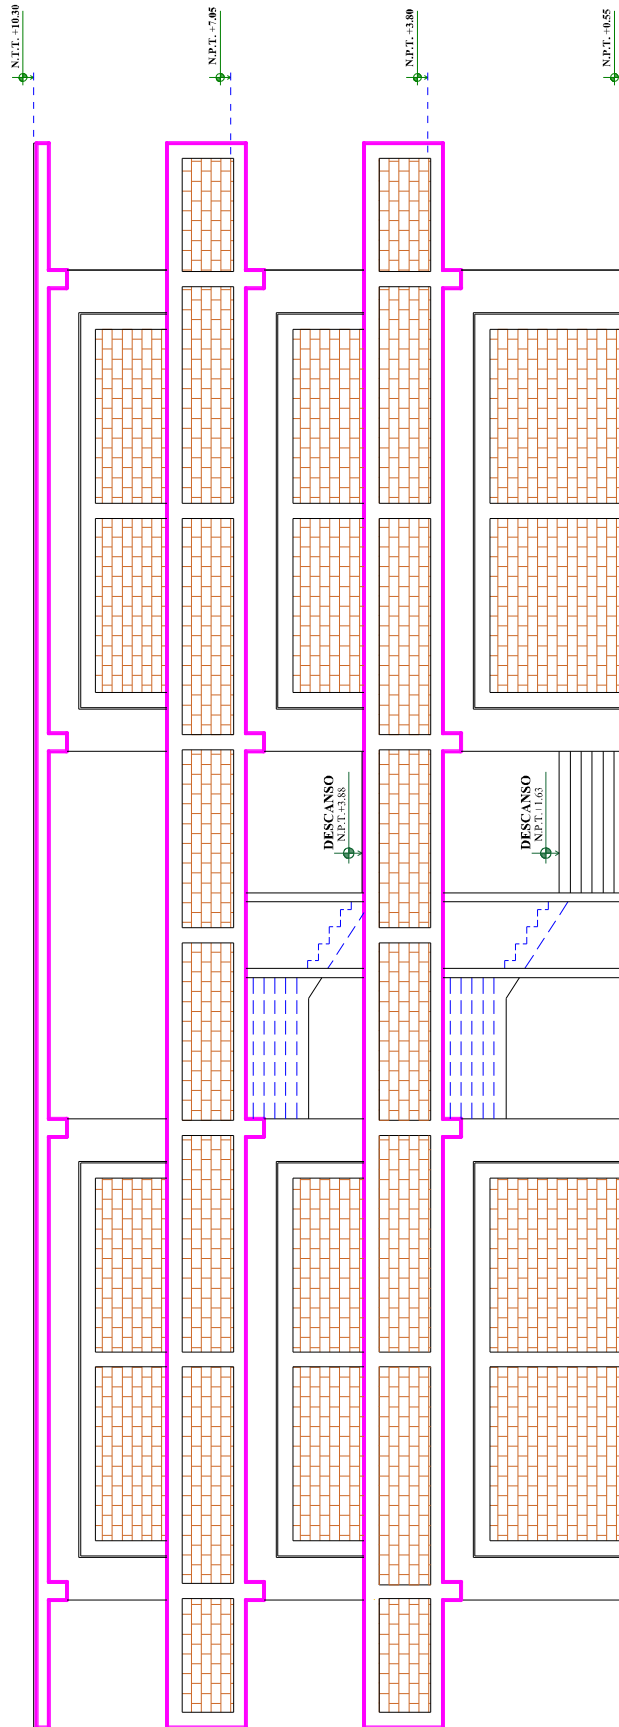 N.T.T. +10.30
N.P.T. +7.05
N.P.T. +3.80
N.P.T. +0.55
DESCANSO
N.P.T.+3.88
DESCANSO
N.P.T.+1.63